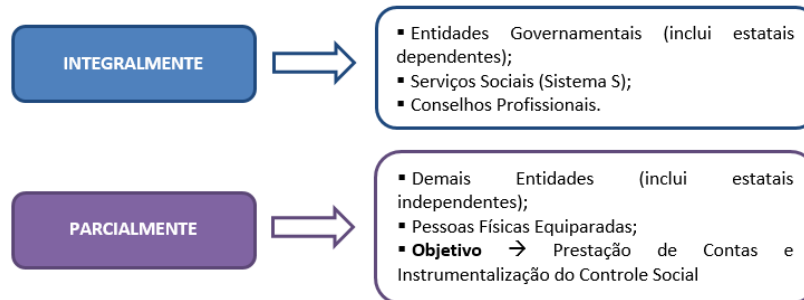 INTEGRALMENTE
▪ Entidades Governamentais (inclui estatais
dependentes);
▪ Serviços Sociais (Sistema S);
▪ Conselhos Profissionais.
PARCIALMENTE
▪ Demais Entidades (inclui estatais
independentes);
▪ Pessoas Físicas Equiparadas;
▪ Objetivo → Prestação de Contas e
Instrumentalização do Controle Social